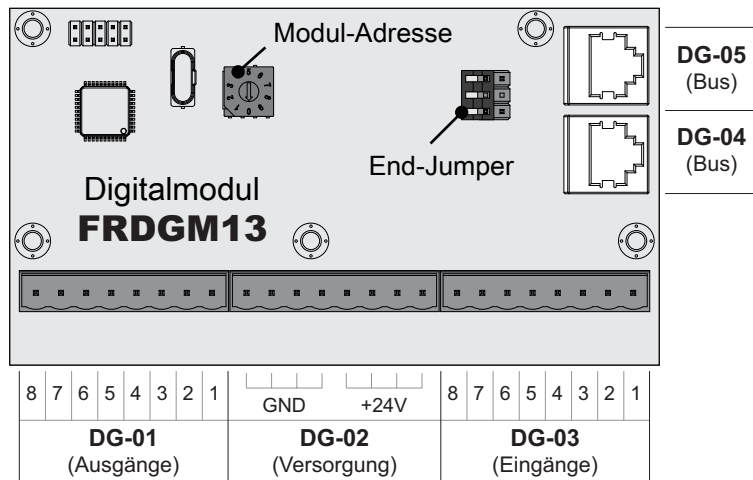 Modul-Adresse
DG-05
(Bus)
DG-04
(Bus)
End-Jumper
Digitalmodul
FRDGM13
8 7 6 5 4 3 2 1
GND +24V
8 7 6 5 4 3 2 1
DG-01
(Ausgänge)
DG-02
(Versorgung)
DG-03
(Eingänge)